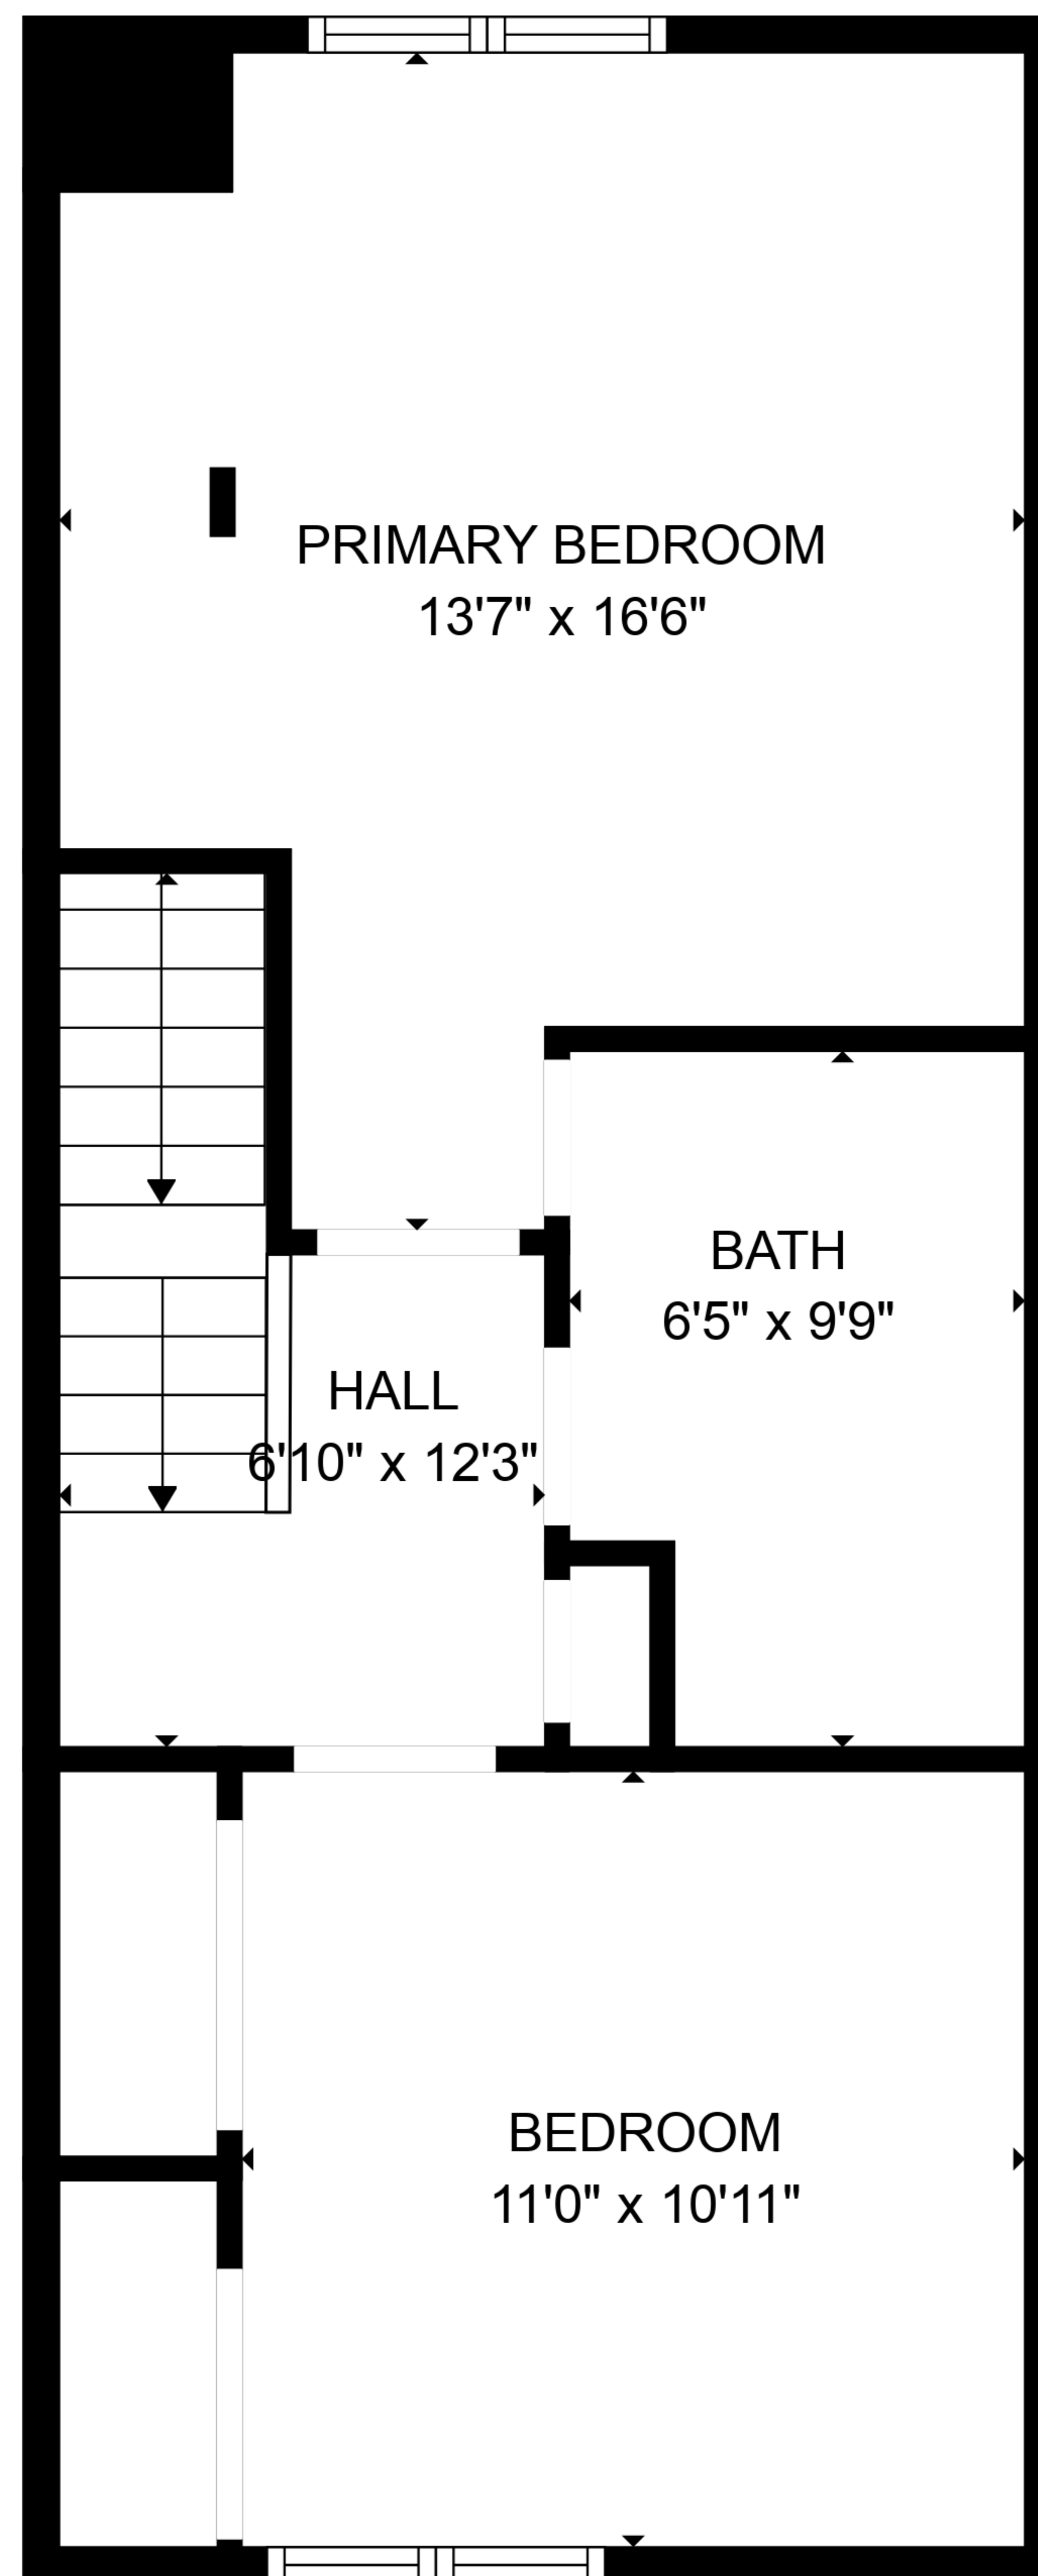 PRIMARY BEDROOM
13'7" x 16'6"
BATH
6'5" x 9'9"
HALL
6'10" x 12'3"
BEDROOM
11'0" x 10'11"